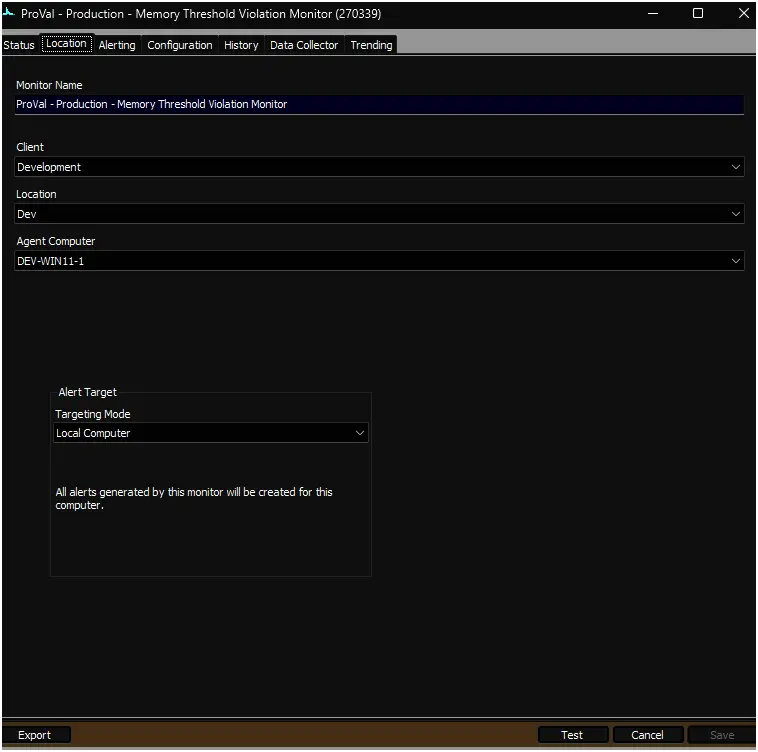 ProVal - Production - Memory Threshold Violation Monitor (270339)
Status Location Alerting Configuration History Data Collector Trending
Monitor Name
ProVal - Production - Memory Threshold Violation Monitor
Client
Development
Location
Dev
Agent Computer
DEV-WIN11-1
Alert Target
Targeting Mode
Local Computer
All alerts generated by this monitor will be created for this
computer.
Export Test Cancel Save